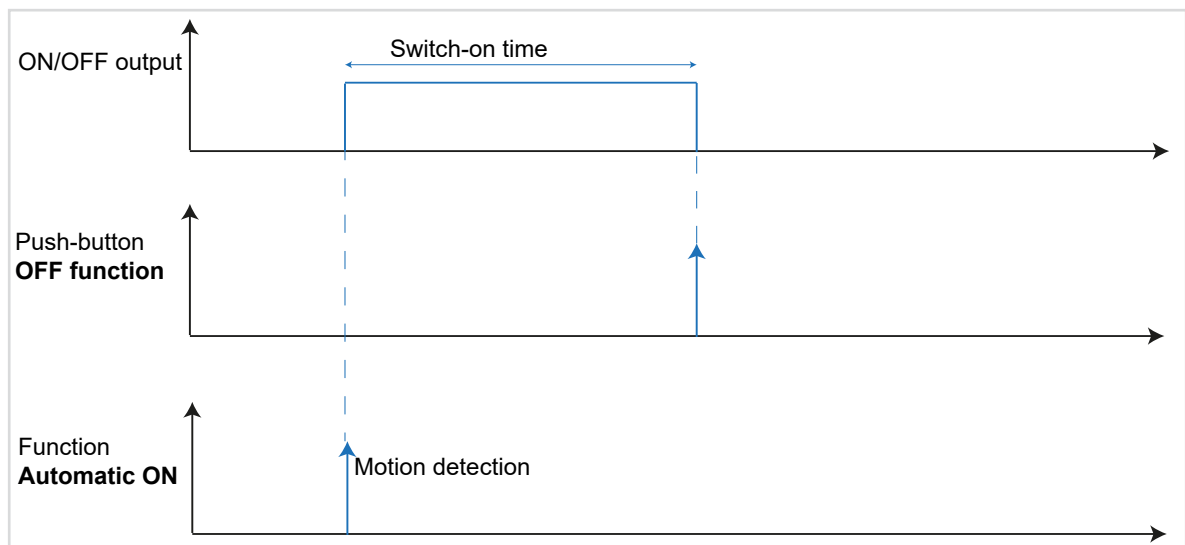 Switch-on time
ON/OFF output
Push-button
OFF function
Function
Automatic ON
Motion detection